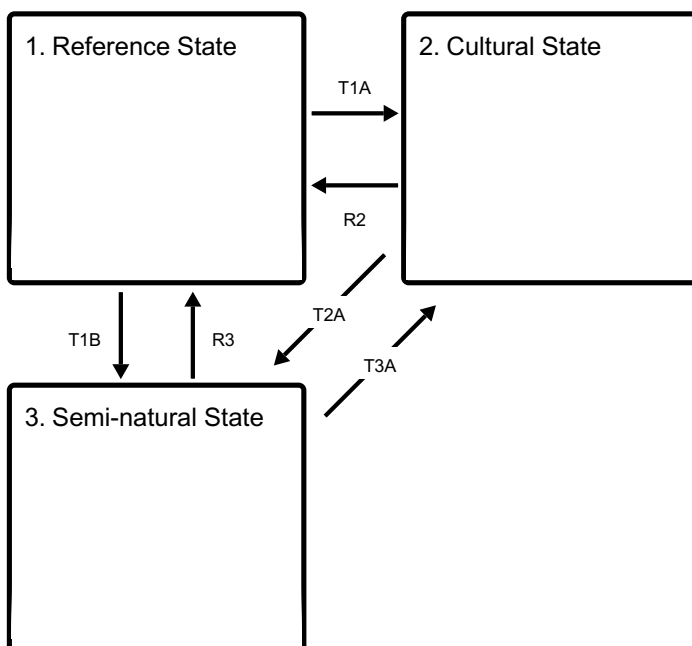 1. Reference State
2. Cultural State
T1A
R2
T2A
T1B
R3
T3A
3. Semi-natural State